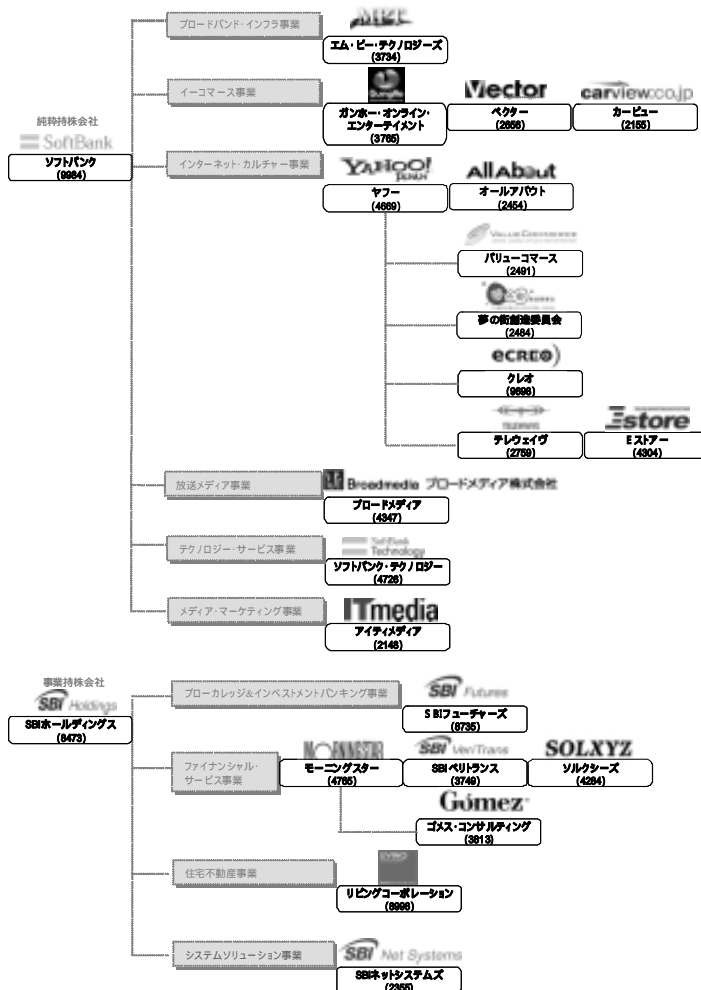 ブロードバンド・インフラ事業
エム・ピー・テクノロジーズ
(3734)
イーコマース事業
ガンホー・オンライン・
エンターテイメント
(3765)
Vector
ベクター
(2656)
carview.co.jp
カービュー
(2155)
純粋持株会社
SoftBank
ソフトバンク
(9984)
インターネット・カルチャー事業
YAHOO!
JAPAN
ヤフー
(4689)
AllAbout
オールアバウト
(2454)
VALUECOMMERCE
バリューコマース
(2491)
夢の街創造委員会
(2484)
eCREO
クレオ
(9698)
TELEWAVE
テレウェイヴ
(2759)
Estore
Eストアー
(4304)
放送メディア事業
Broadmedia ブロードメディア株式会社
ブロードメディア
(4347)
テクノロジー・サービス事業
SoftBank
Technology
ソフトバンク・テクノロジー
(4726)
メディア・マーケティング事業
ITmedia
アイティメディア
(2148)
事業持株会社
SBI Holdings
SBIホールディングス
(8473)
ブローカレッジ&インベストメントバンキング事業
SBI Futures
SBIフューチャーズ
(8735)
ファイナンシャル・
サービス事業
MORNINGSTAR
モーニングスター
(4765)
SBI VeriTrans
SBIベリトランス
(3749)
SOLXYZ
ソルクシーズ
(4284)
Gómez
ゴメス・コンサルティング
(3813)
住宅不動産事業
リビングコーポレーション
(8998)
システムソリューション事業
SBI Net Systems
SBIネットシステムズ
(2355)